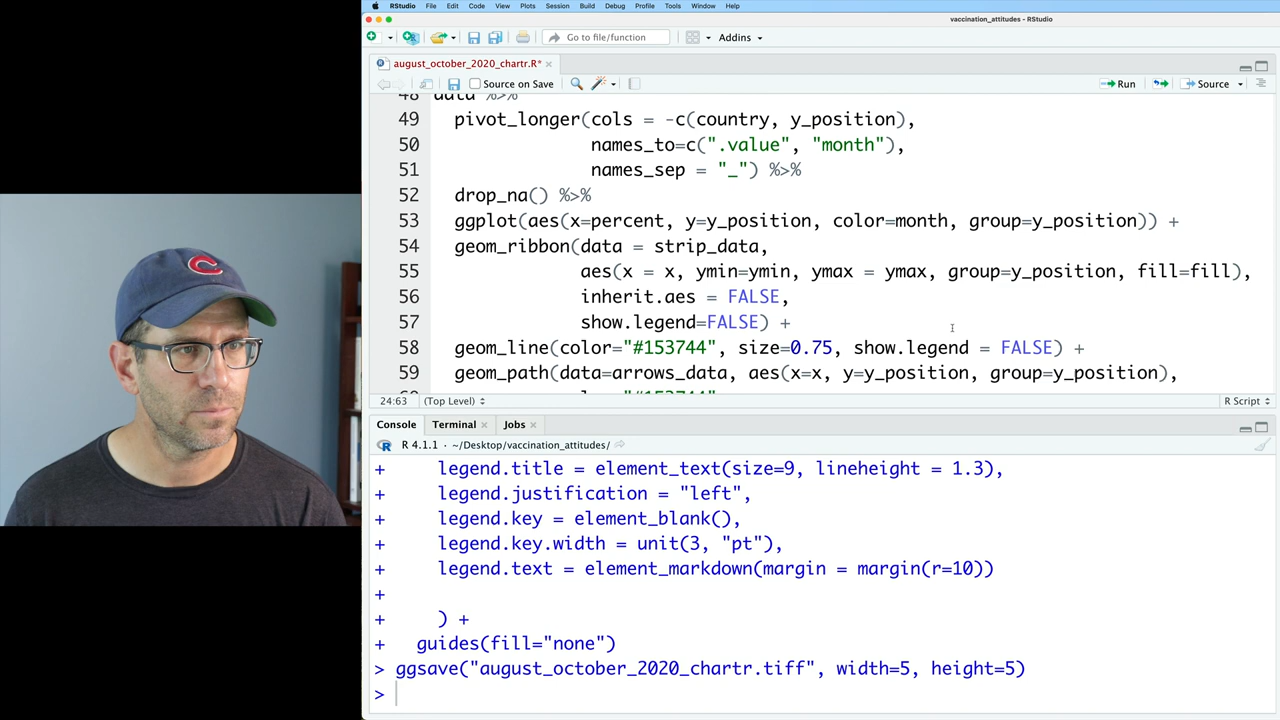 RStudio File Edit Code View Plots Session Build Debug Profile Tools Window Help
vaccination_attitudes - RStudio
Go to file/function Addins
august_october_2020_chartr.R*
Source on Save Run Source
48 data %>%
49 pivot_longer(cols = -c(country, y_position),
50 names_to=c(".value", "month"),
51 names_sep = "_") %>%
52 drop_na() %>%
53 ggplot(aes(x=percent, y=y_position, color=month, group=y_position)) +
54 geom_ribbon(data = strip_data,
55 aes(x = x, ymin=ymin, ymax = ymax, group=y_position, fill=fill),
56 inherit.aes = FALSE,
57 show.legend=FALSE) +
58 geom_line(color="#153744", size=0.75, show.legend = FALSE) +
59 geom_path(data=arrows_data, aes(x=x, y=y_position, group=y_position),
24:63 (Top Level) R Script
Console Terminal Jobs
R 4.1.1 · ~/Desktop/vaccination_attitudes/
+ legend.title = element_text(size=9, lineheight = 1.3),
+ legend.justification = "left",
+ legend.key = element_blank(),
+ legend.key.width = unit(3, "pt"),
+ legend.text = element_markdown(margin = margin(r=10))
+
+ ) +
+ guides(fill="none")
> ggsave("august_october_2020_chartr.tiff", width=5, height=5)
>